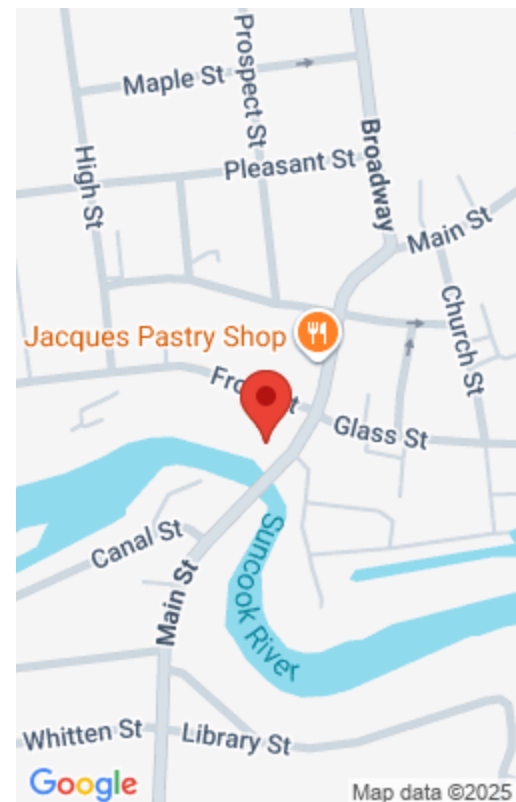 Maple St
Prospect St
Broadway
High St
Pleasant St
Main St
Church St
Jacques Pastry Shop
Glass St
Canal St
Suncook River
Main St
Whitten St
Library St
Google
Map data ©2025